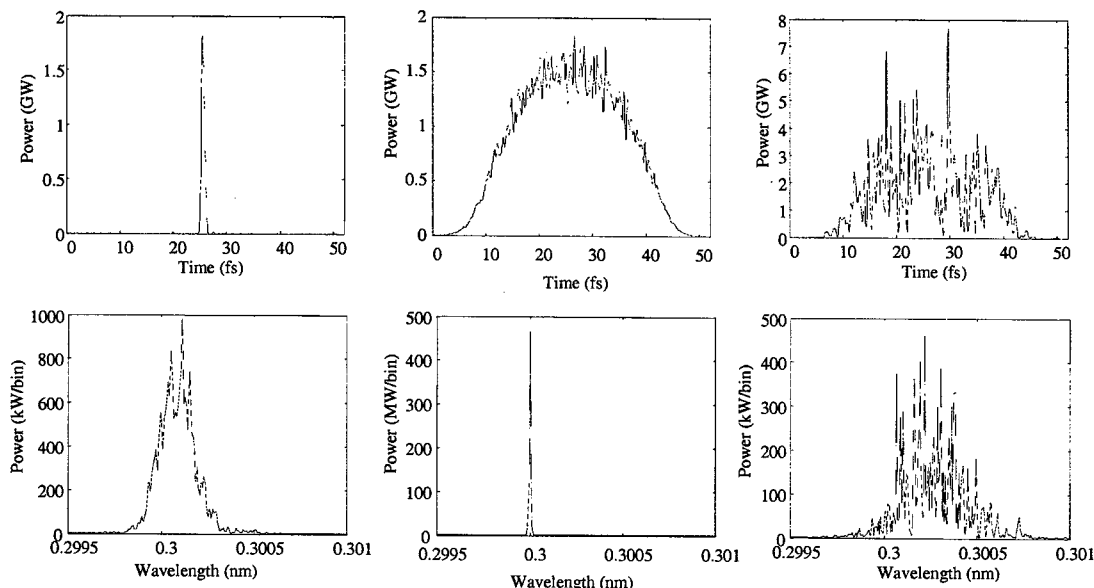 2
1.5
1
0.5
0
Power (GW)
0 10 20 30 40 50
Time (fs)
2
1.5
1
0.5
0
Power (GW)
0 10 20 30 40 50
Time (fs)
8
7
6
5
4
3
2
1
0
Power (GW)
0 10 20 30 40 50
Time (fs)
1000
800
600
400
200
0
Power (kW/bin)
0.2995 0.3 0.3005 0.301
Wavelength (nm)
500
400
300
200
100
0
Power (MW/bin)
0.2995 0.3 0.3005 0.301
Wavelength (nm)
500
400
300
200
100
0
Power (kW/bin)
0.2995 0.3 0.3005 0.301
Wavelength (nm)